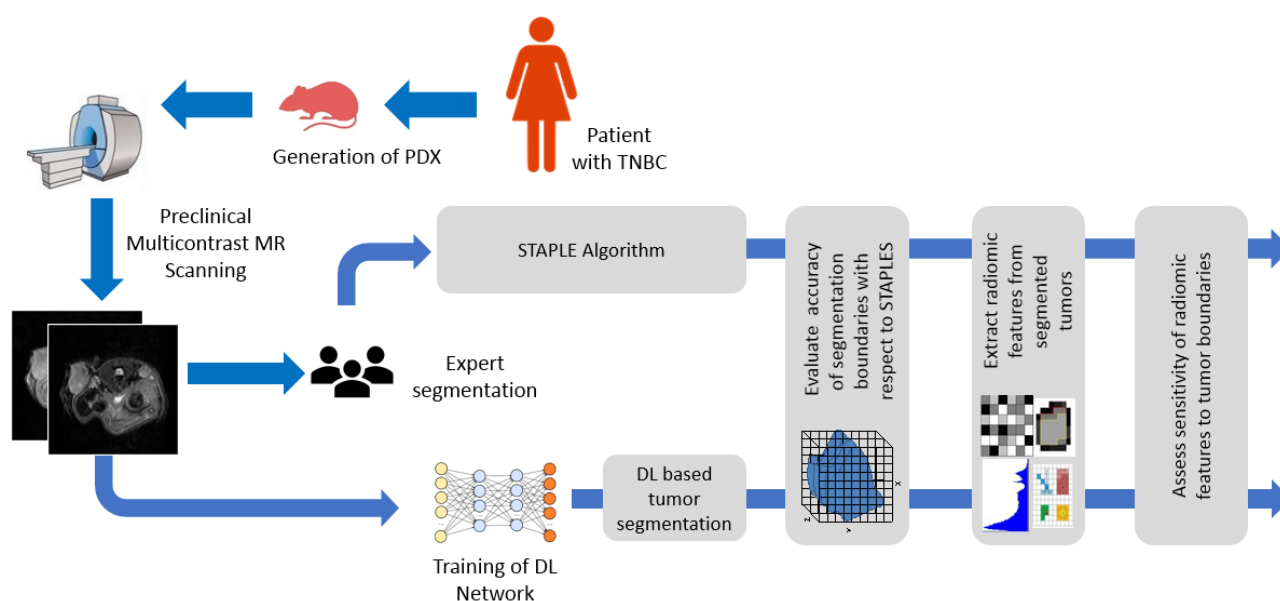 Patient
with TNBC
Generation of PDX
Preclinical
Multicontrast MR
Scanning
STAPLE Algorithm
Expert
segmentation
Training of DL
Network
DL based
tumor
segmentation
Evaluate accuracy
of segmentation
boundaries with
respect to STAPLES
Z
Y
X
Extract radiomic
features from
segmented
tumors
Assess sensitivity of radiomic
features to tumor boundaries